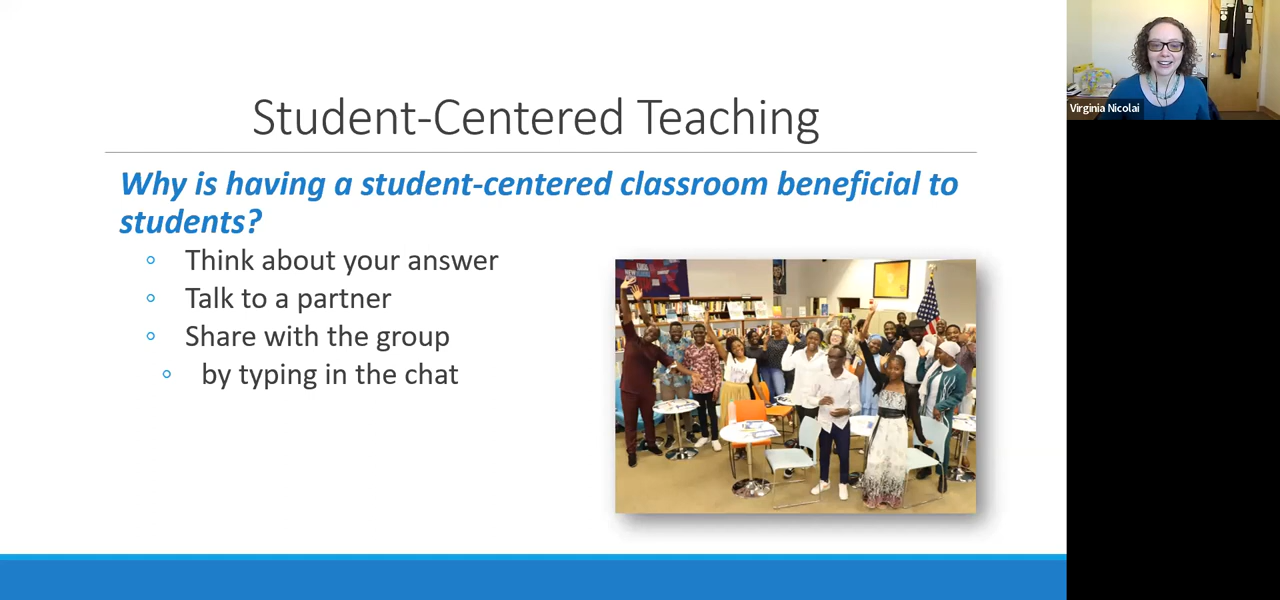 Student-Centered Teaching
Why is having a student-centered classroom beneficial to
students?
Think about your answer
Talk to a partner
Share with the group
by typing in the chat
Virginia Nicolai